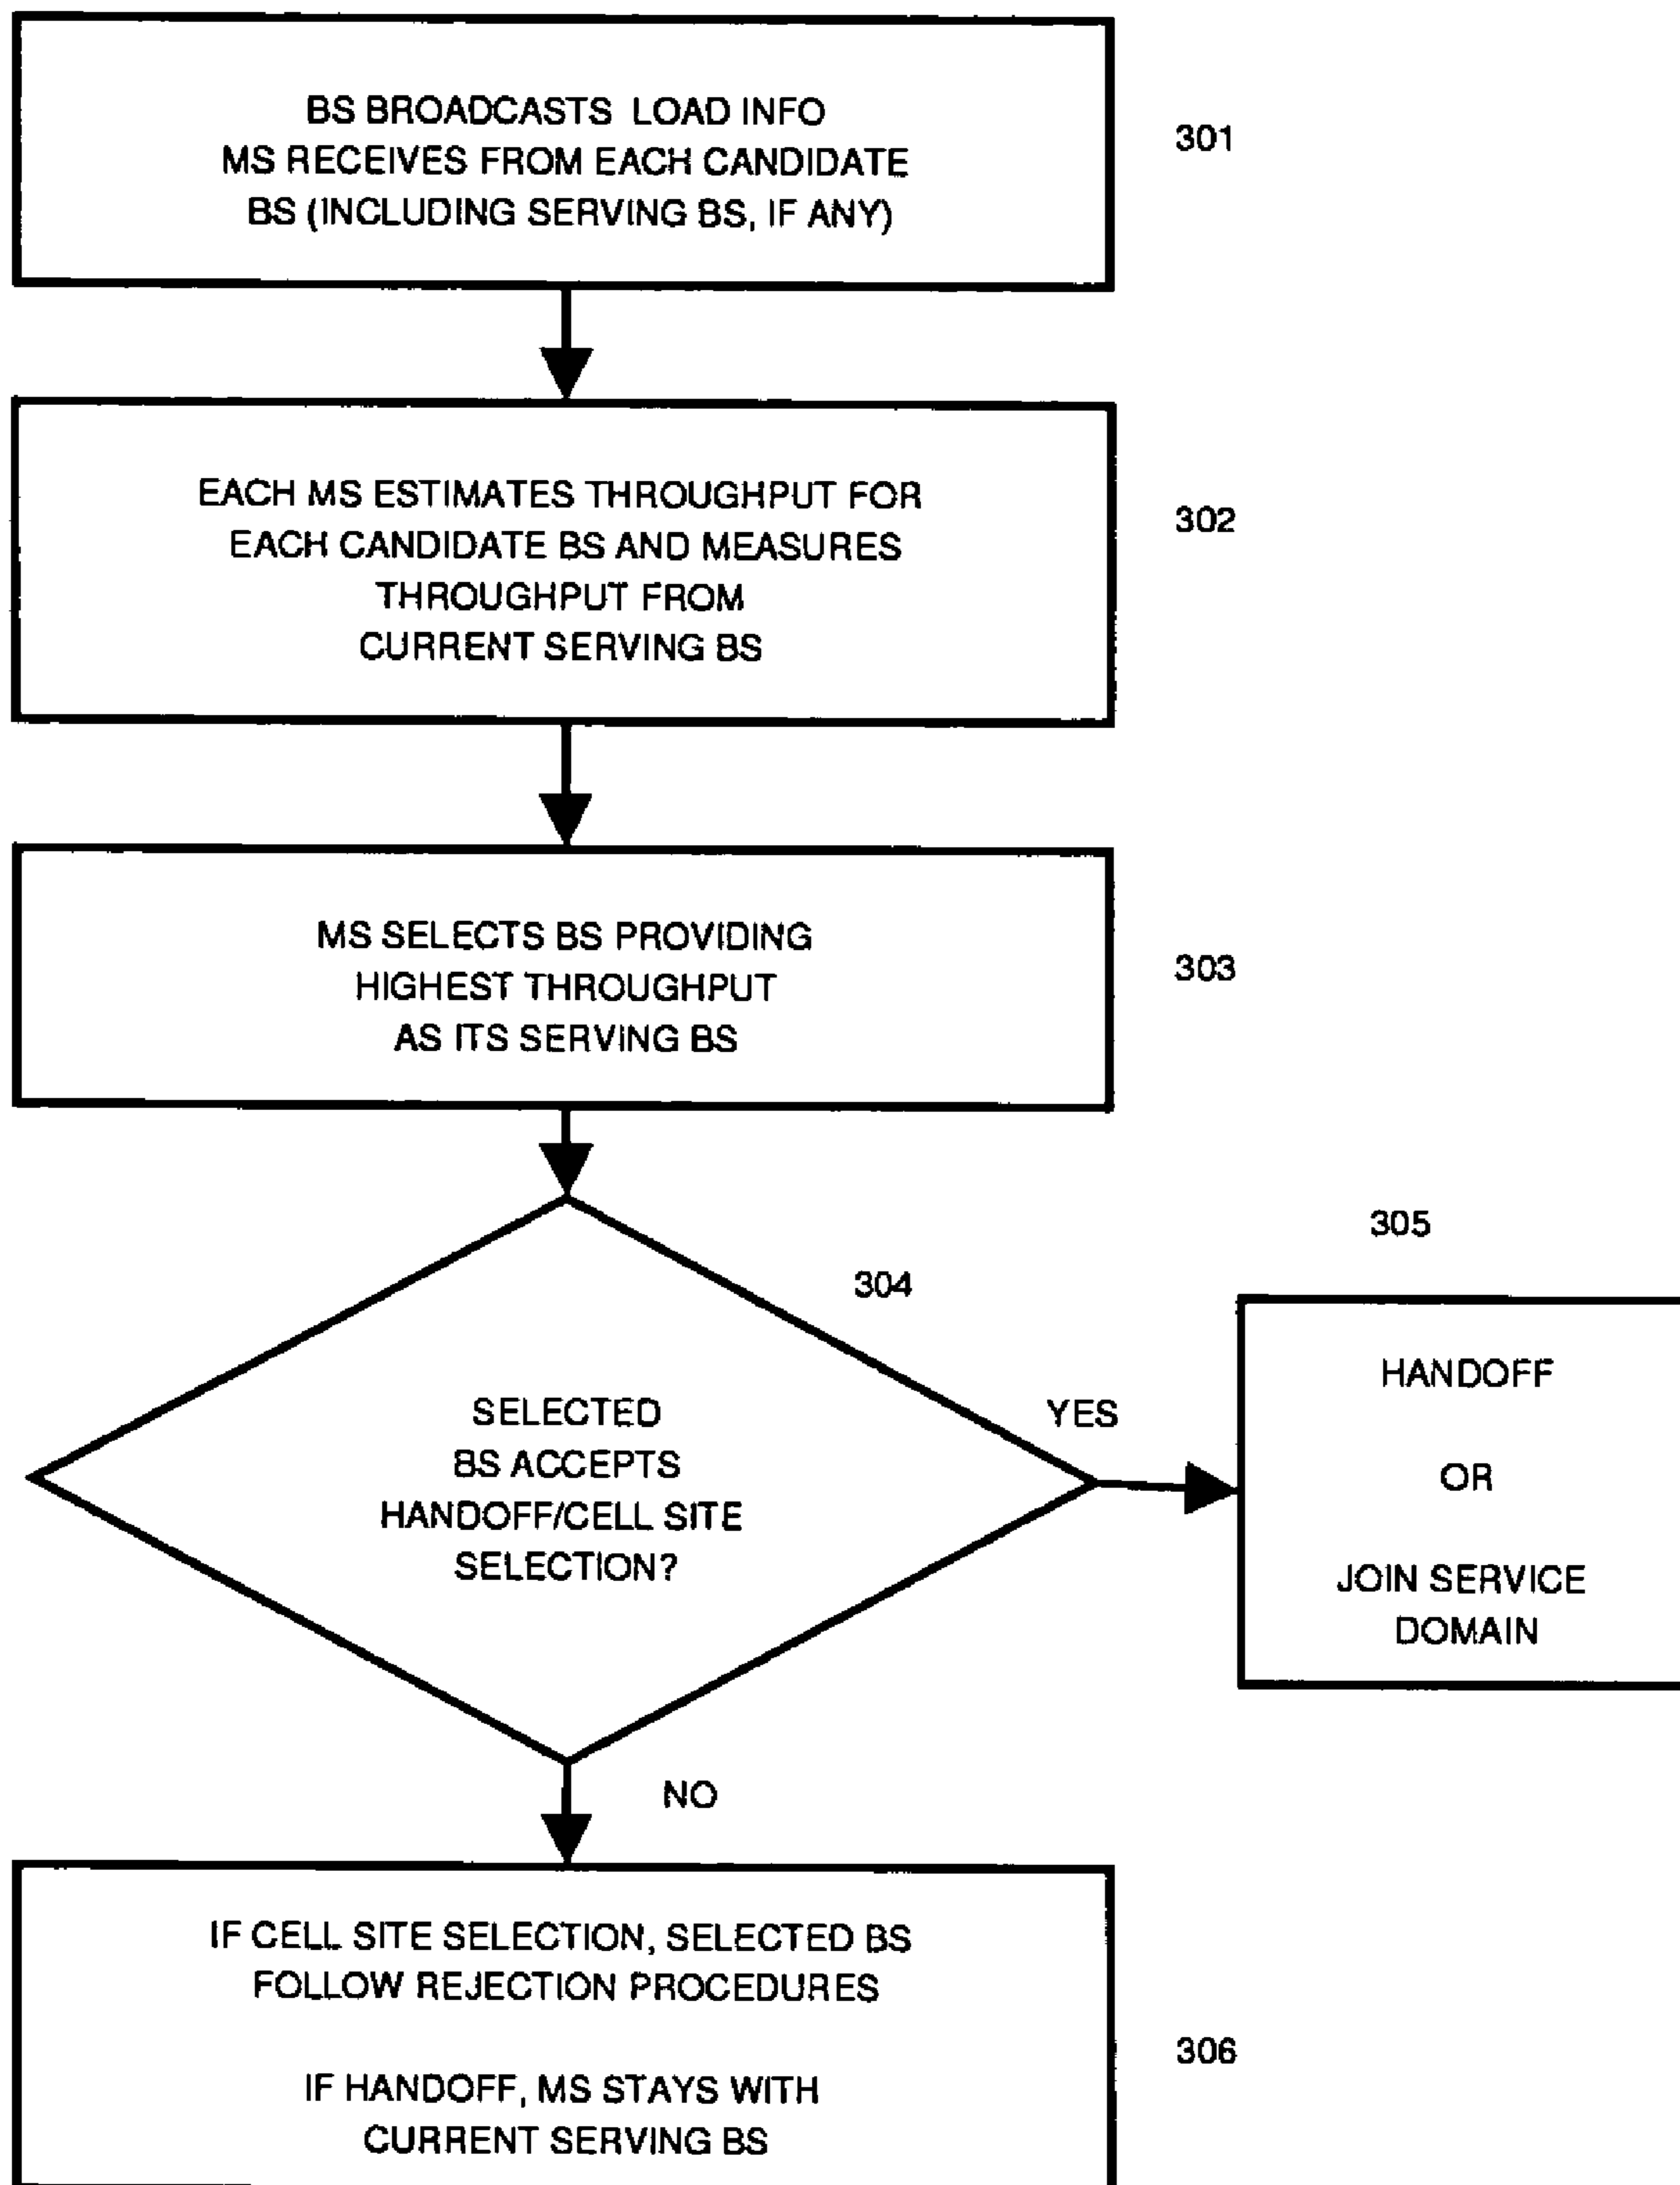 BS BROADCASTS LOAD INFO
MS RECEIVES FROM EACH CANDIDATE
BS (INCLUDING SERVING BS, IF ANY)
301
EACH MS ESTIMATES THROUGHPUT FOR
EACH CANDIDATE BS AND MEASURES
THROUGHPUT FROM
CURRENT SERVING BS
302
MS SELECTS BS PROVIDING
HIGHEST THROUGHPUT
AS ITS SERVING BS
303
304
SELECTED
BS ACCEPTS
HANDOFF/CELL SITE
SELECTION?
YES
305
HANDOFF
OR
JOIN SERVICE
DOMAIN
NO
IF CELL SITE SELECTION, SELECTED BS
FOLLOW REJECTION PROCEDURES
IF HANDOFF, MS STAYS WITH
CURRENT SERVING BS
306